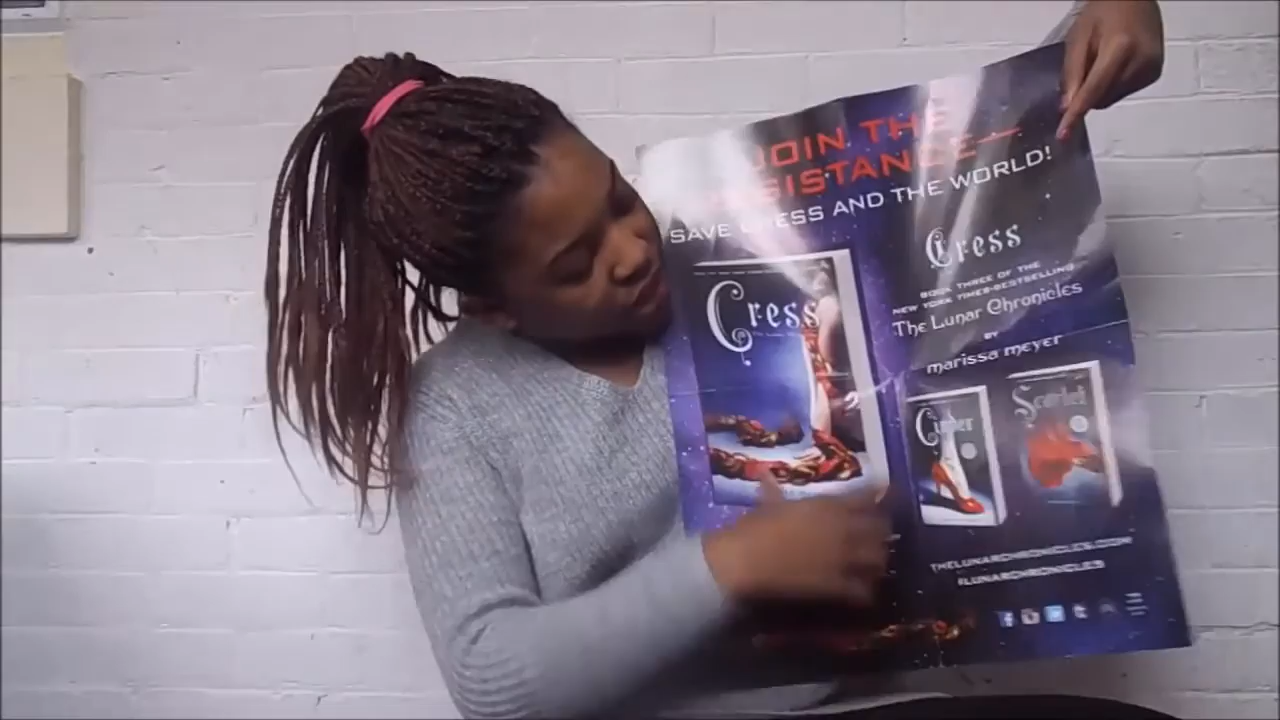 JOIN THE
RESISTANCE—
SAVE CRESS AND THE WORLD!
Cress
Cress
BOOK THREE OF THE
NEW YORK TIMES-BESTSELLING
The Lunar Chronicles
BY
marissa meyer
Cinder
Scarlet
THELUNARCHRONICLES.COM
#LUNARCHRONICLES